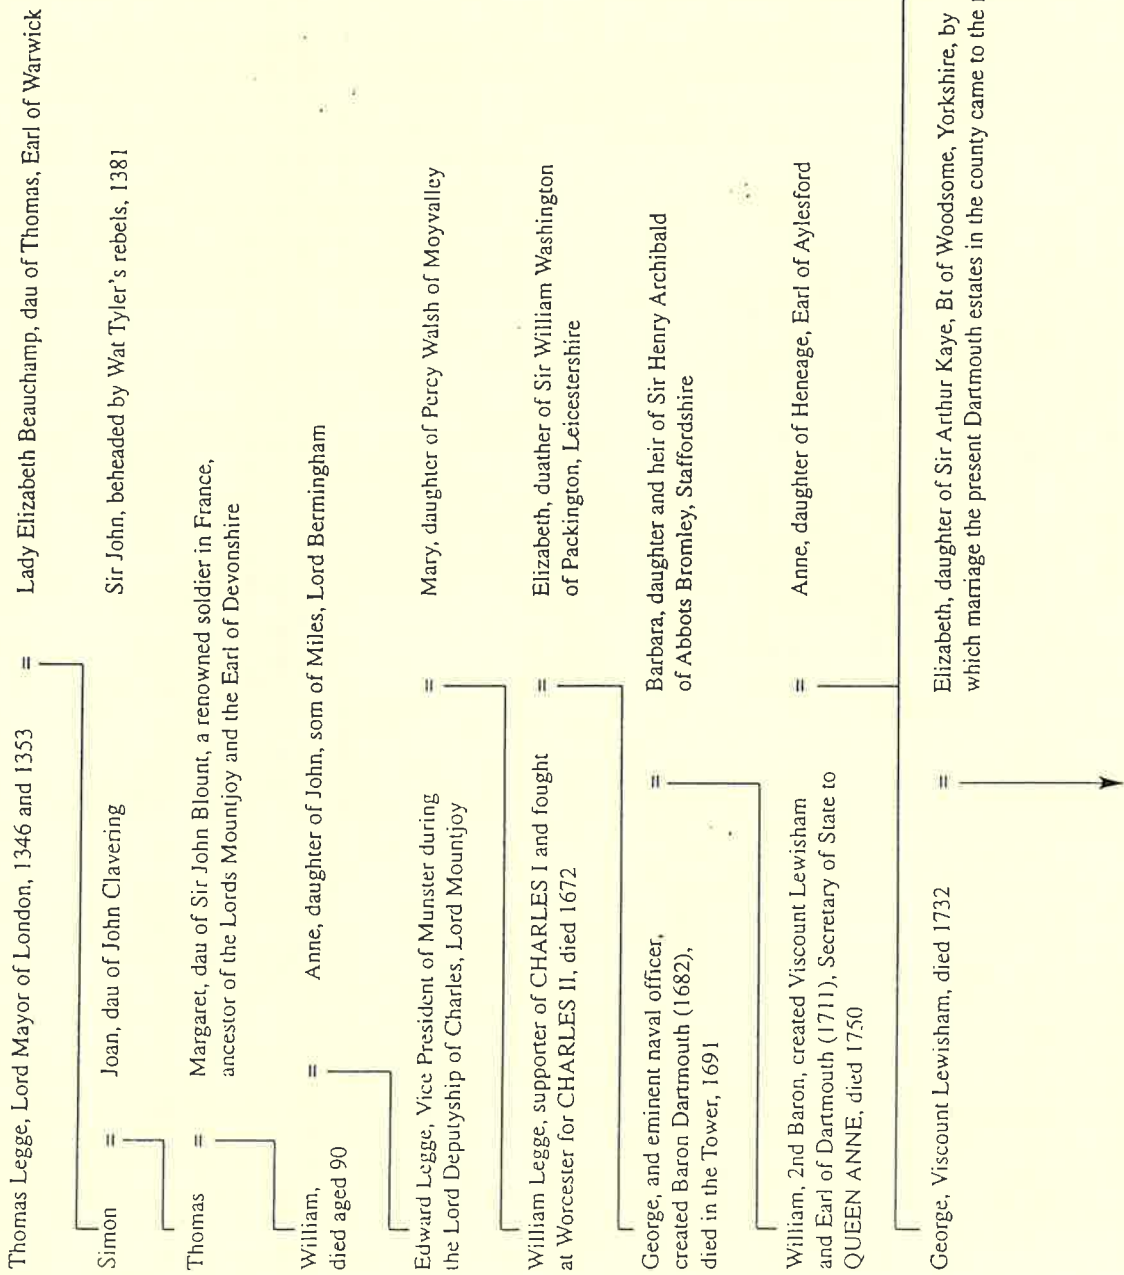 Thomas Legge, Lord Mayor of London, 1346 and 1353 = Lady Elizabeth Beauchamp, dau of Thomas, Earl of Warwick
Simon = Joan, dau of John Clavering
Sir John, beheaded by Wat Tyler's rebels, 1381
Thomas = Margaret, dau of Sir John Blount, a renowned soldier in France,
ancestor of the Lords Mountjoy and the Earl of Devonshire
William, = Anne, daughter of John, som of Miles, Lord Bermingham
died aged 90
Edward Legge, Vice President of Munster during = Mary, daughter of Percy Walsh of Moyvalley
the Lord Deputyship of Charles, Lord Mountjoy
William Legge, supporter of CHARLES I and fought = Elizabeth, duather of Sir William Washington
at Worcester for CHARLES II, died 1672 of Packington, Leicestershire
George, and eminent naval officer, = Barbara, daughter and heir of Sir Henry Archibald
created Baron Dartmouth (1682), of Abbots Bromley, Staffordshire
died in the Tower, 1691
William, 2nd Baron, created Viscount Lewisham = Anne, daughter of Heneage, Earl of Aylesford
and Earl of Dartmouth (1711), Secretary of State to
QUEEN ANNE, died 1750
George, Viscount Lewisham, died 1732 = Elizabeth, daughter of Sir Arthur Kaye, Bt of Woodsome, Yorkshire, by
which marriage the present Dartmouth estates in the county came to the